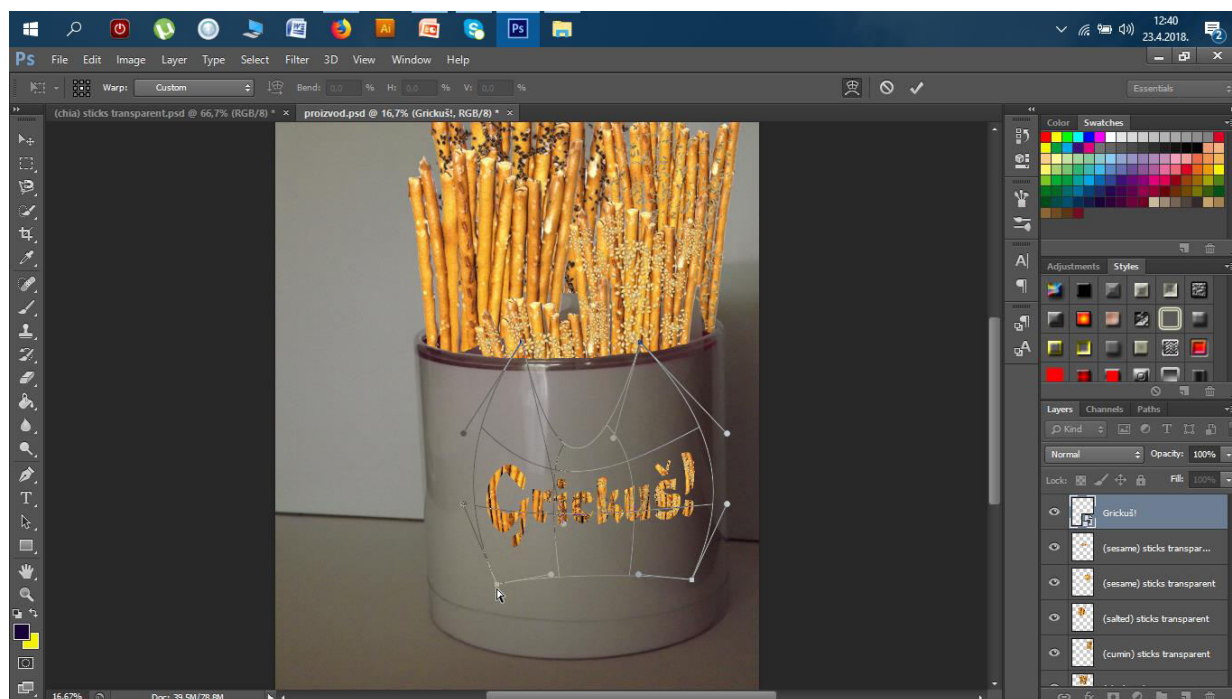 W Ai Ps
12:40
23.4.2018.
2
Ps File Edit Image Layer Type Select Filter 3D View Window Help
Warp: Custom Bend: 0,0 % H: 0,0 % V: 0,0 % Essentials
(chia) sticks transparent.psd @ 66,7% (RGB/8) * × proizvod.psd @ 16,7% (Grickuš!, RGB/8) * ×
Color Swatches
Adjustments Styles
Grickuš!
Layers Channels Paths
Kind
Normal Opacity: 100%
Lock: Fill: 100%
Grickuš!
(sesame) sticks transpar...
(sesame) sticks transparent
(salted) sticks transparent
(cumin) sticks transparent
16,67% Doc: 39,5M/78,8M